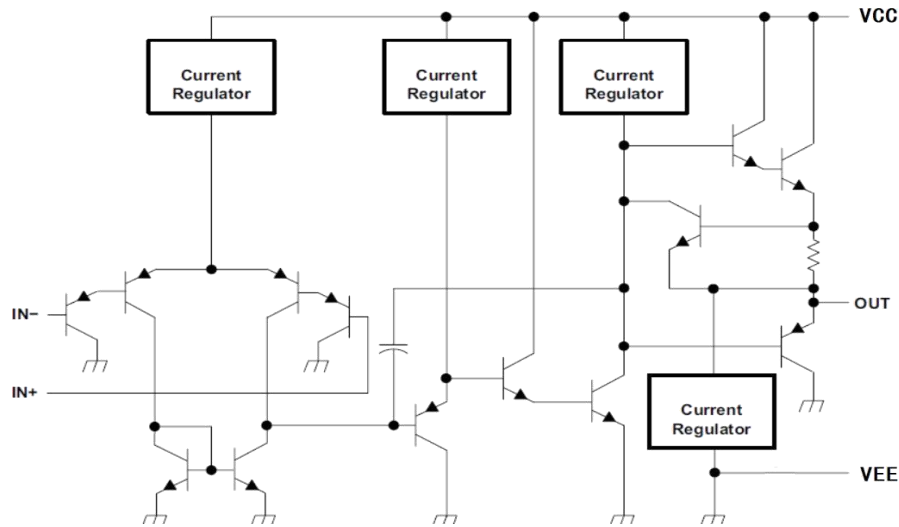 VCC
Current
Regulator
Current
Regulator
Current
Regulator
IN−
OUT
IN+
Current
Regulator
VEE